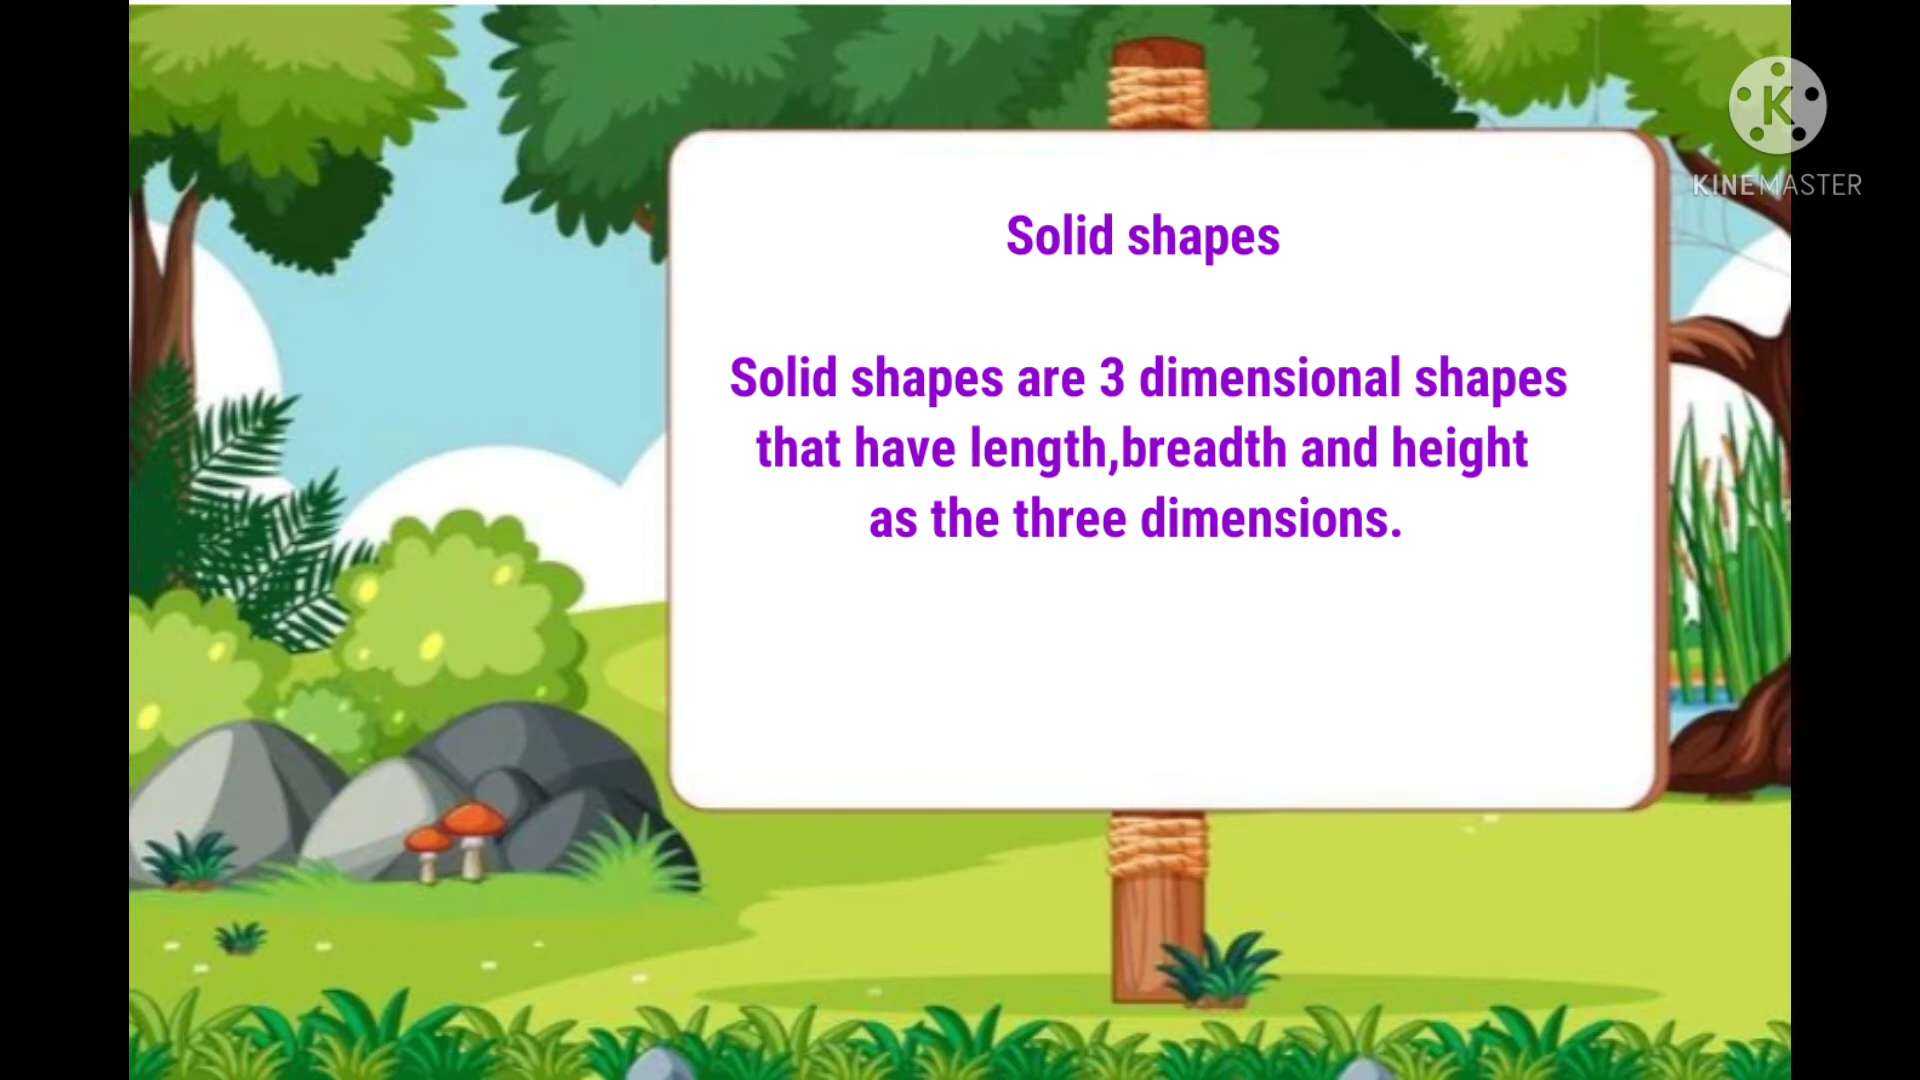 K
KINEMASTER
Solid shapes
Solid shapes are 3 dimensional shapes
that have length,breadth and height
as the three dimensions.